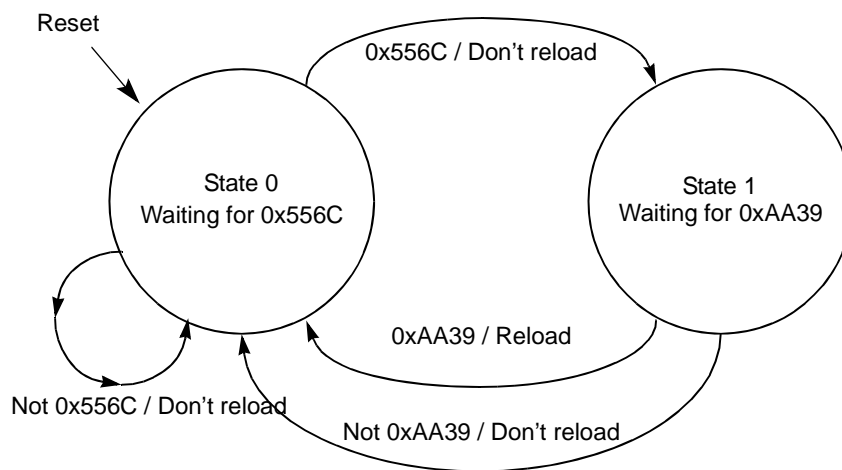 Reset
0x556C / Don’t reload
State 0
Waiting for 0x556C
State 1
Waiting for 0xAA39
0xAA39 / Reload
Not 0x556C / Don’t reload
Not 0xAA39 / Don’t reload